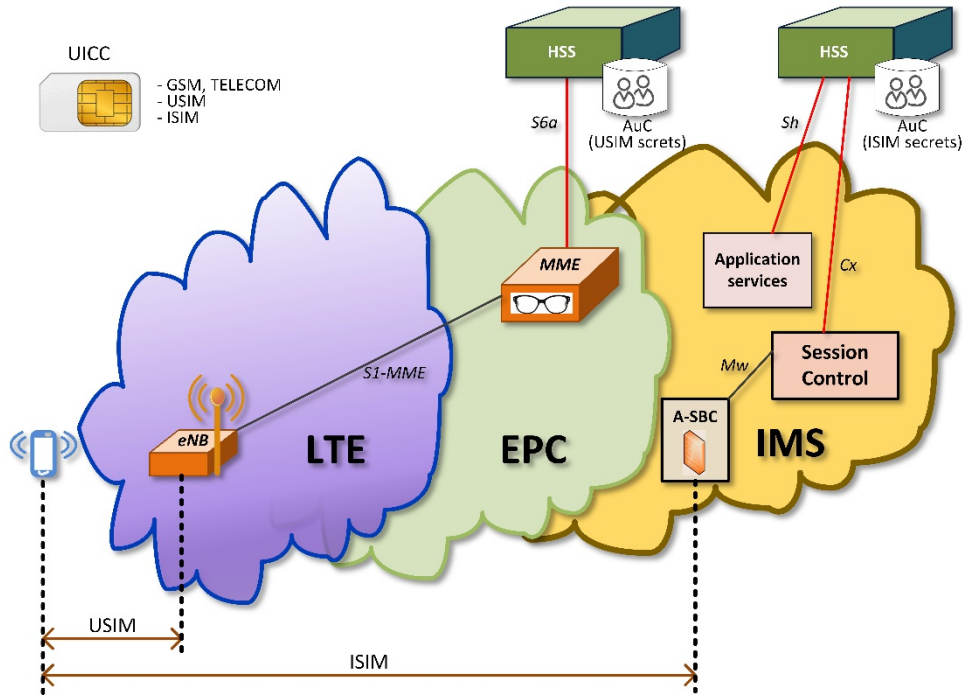 UICC
- GSM, TELECOM
- USIM
- ISIM
HSS
AuC
(USIM screts)
S6a
HSS
AuC
(ISIM secrets)
Sh
Cx
MME
Application
services
S1-MME
Session
Control
Mw
A-SBC
eNB
LTE
EPC
IMS
USIM
ISIM